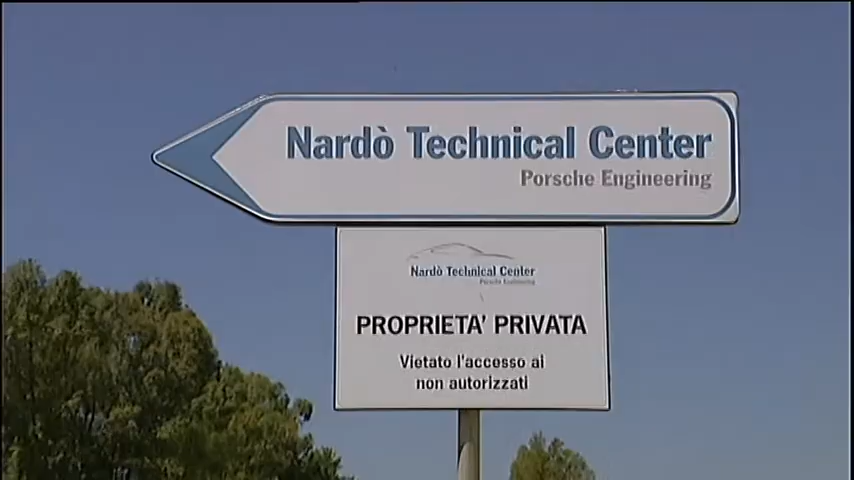 Nardò Technical Center
Porsche Engineering
Nardò Technical Center
Porsche Engineering
PROPRIETA' PRIVATA
Vietato l'accesso ai
non autorizzati